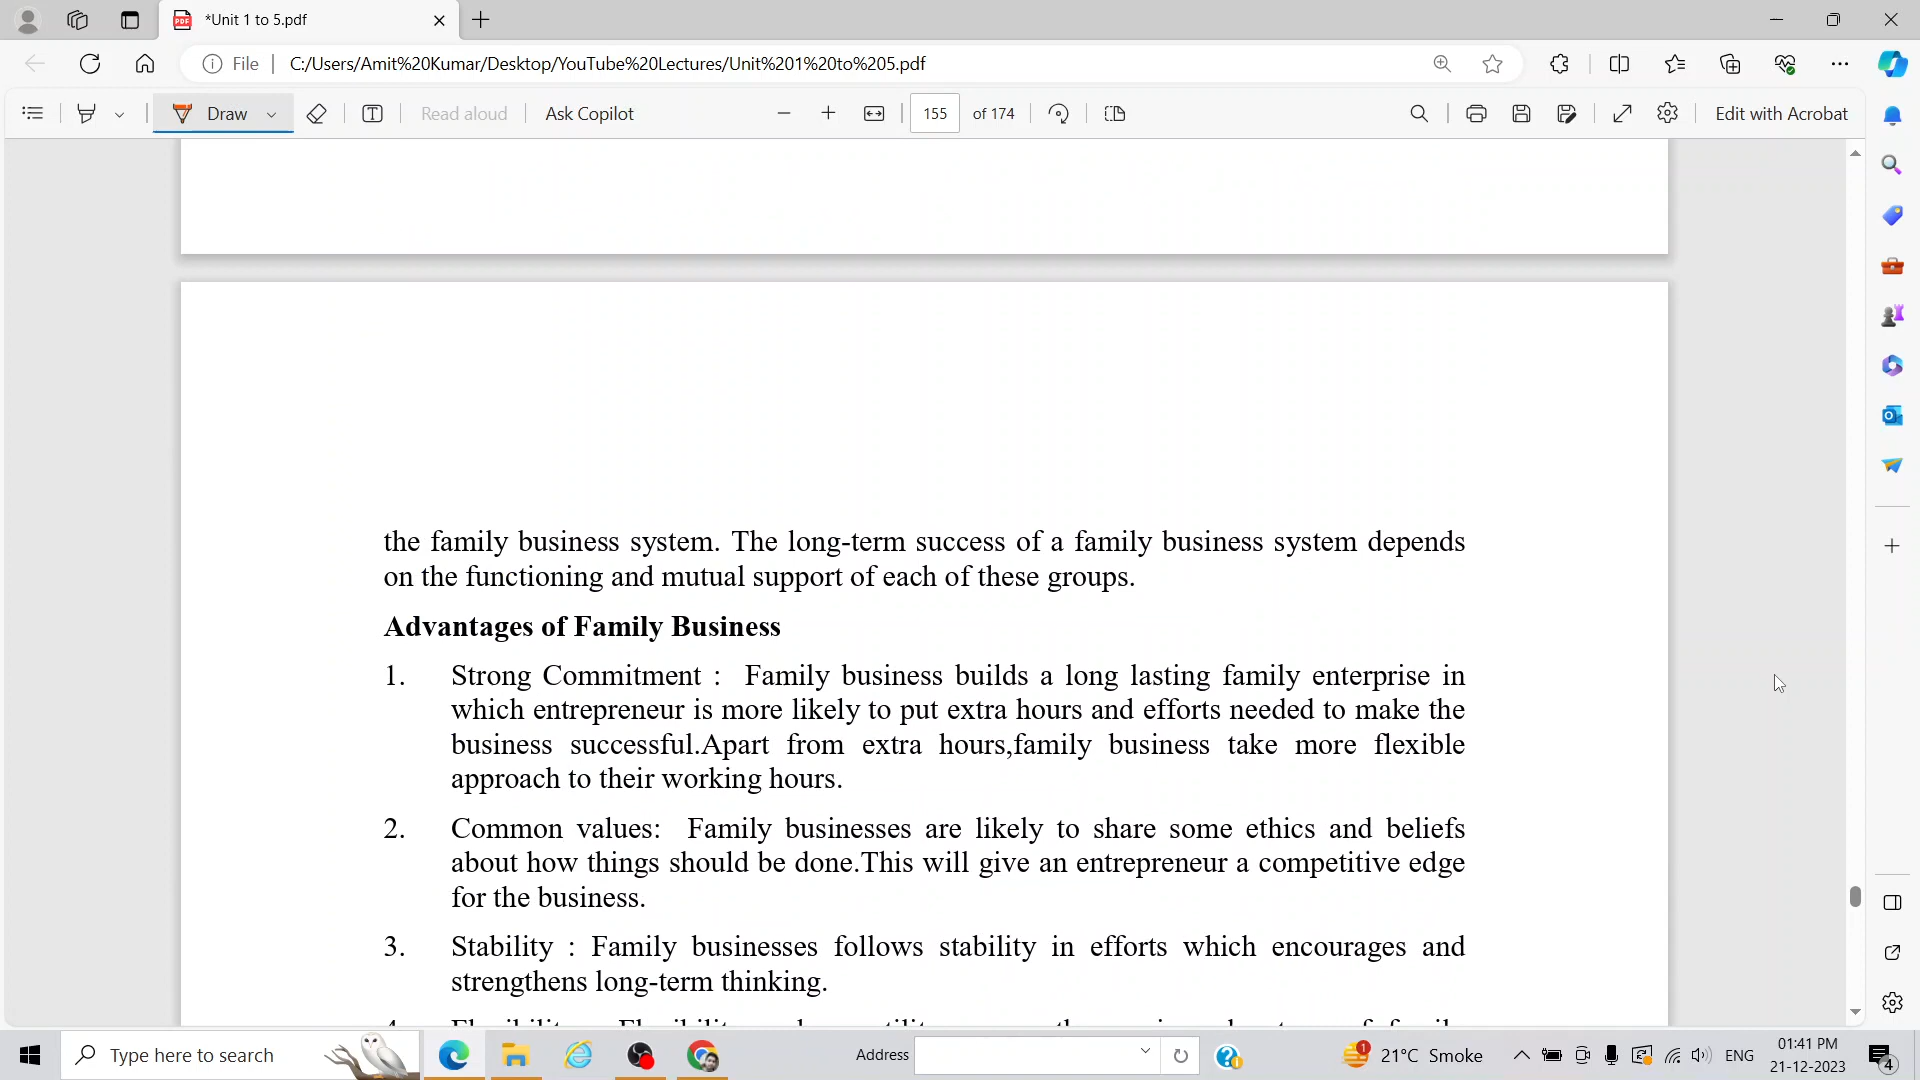 *Unit 1 to 5.pdf
File C:/Users/Amit%20Kumar/Desktop/YouTube%20Lectures/Unit%201%20to%205.pdf
Draw Read aloud Ask Copilot 155 of 174 Edit with Acrobat
the family business system. The long-term success of a family business system depends
on the functioning and mutual support of each of these groups.
Advantages of Family Business
1. Strong Commitment : Family business builds a long lasting family enterprise in
which entrepreneur is more likely to put extra hours and efforts needed to make the
business successful.Apart from extra hours,family business take more flexible
approach to their working hours.
2. Common values: Family businesses are likely to share some ethics and beliefs
about how things should be done.This will give an entrepreneur a competitive edge
for the business.
3. Stability : Family businesses follows stability in efforts which encourages and
strengthens long-term thinking.
Type here to search Address 21°C Smoke ENG 01:41 PM
21-12-2023 4